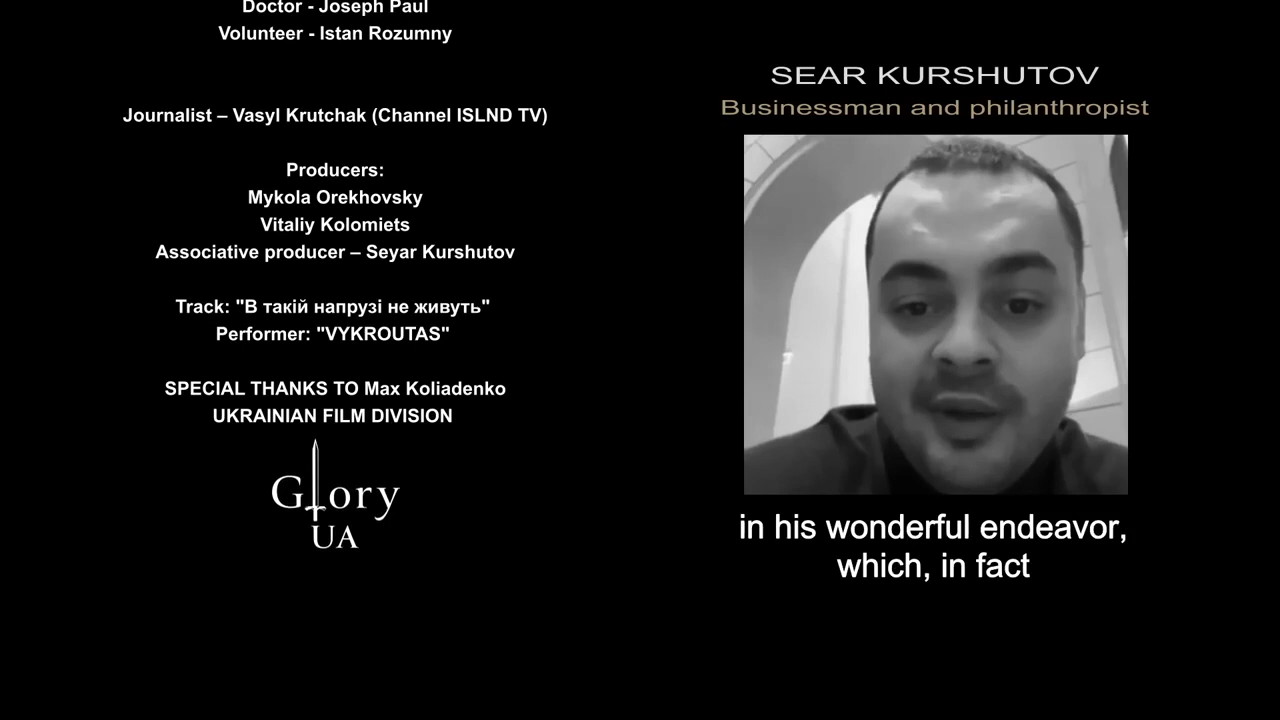 Doctor - Joseph Paul
Volunteer - Istan Rozumny
Journalist – Vasyl Krutchak (Channel ISLND TV)
Producers:
Mykola Orekhovsky
Vitaliy Kolomiets
Associative producer – Seyar Kurshutov
Track: "В такій напрузі не живуть"
Performer: "VYKROUTAS"
SPECIAL THANKS TO Max Koliadenko
UKRAINIAN FILM DIVISION
Glory
UA
SEAR KURSHUTOV
Businessman and philanthropist
in his wonderful endeavor,
which, in fact